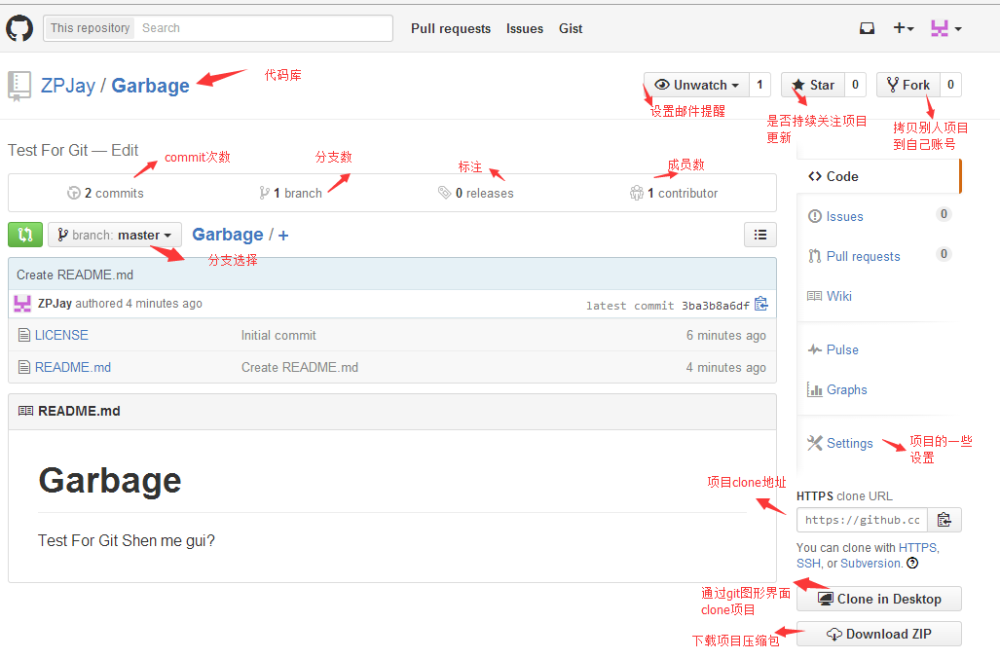 This repository Search Pull requests Issues Gist
ZPJay / Garbage
代码库
Unwatch 1 Star 0 Fork 0
设置邮件提醒
是否持续关注项目
更新
拷贝别人项目
到自己账号
Test For Git — Edit
commit次数
分支数
标注
成员数
2 commits 1 branch 0 releases 1 contributor
branch: master Garbage / +
分支选择
Create README.md
ZPJay authored 4 minutes ago latest commit 3ba3b8a6df
LICENSE Initial commit 6 minutes ago
README.md Create README.md 4 minutes ago
README.md
Garbage
Test For Git Shen me gui?
Code
Issues 0
Pull requests 0
Wiki
Pulse
Graphs
Settings
项目的一些
设置
项目clone地址
HTTPS clone URL
https://github.cc
You can clone with HTTPS,
SSH, or Subversion.
通过git图形界面
clone项目
Clone in Desktop
下载项目压缩包
Download ZIP